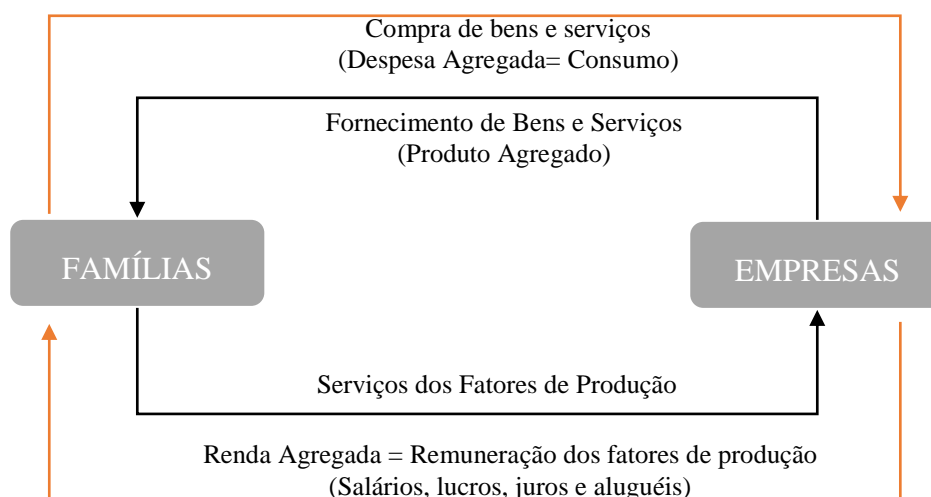 Compra de bens e serviços
(Despesa Agregada= Consumo)
Fornecimento de Bens e Serviços
(Produto Agregado)
FAMÍLIAS
EMPRESAS
Serviços dos Fatores de Produção
Renda Agregada = Remuneração dos fatores de produção
(Salários, lucros, juros e aluguéis)